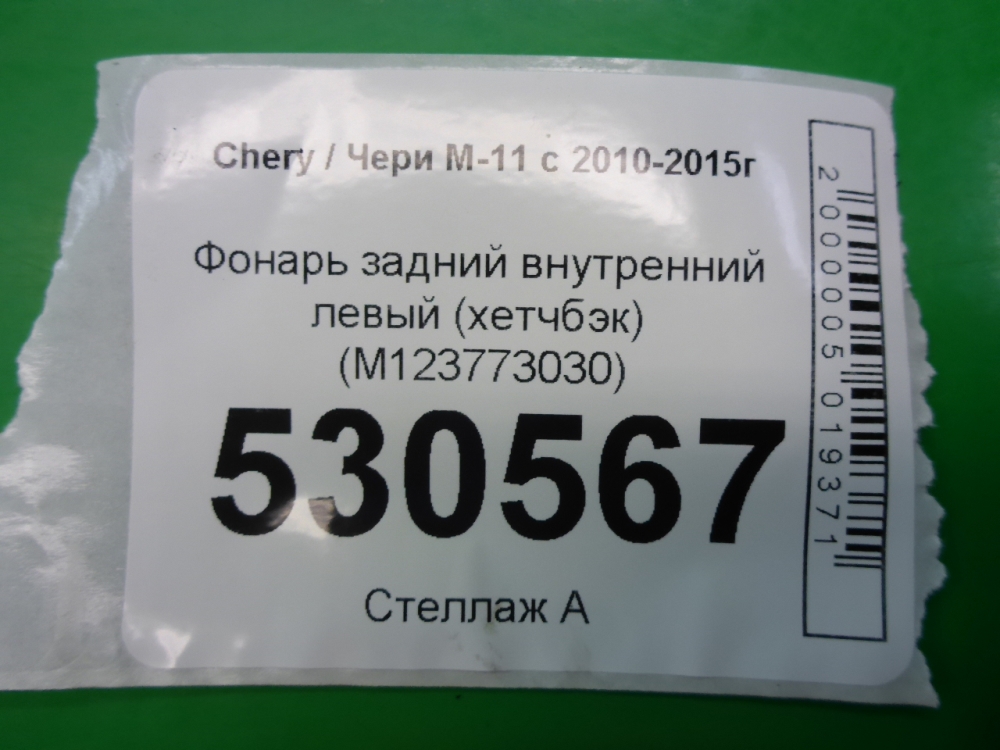 Chery / Чери М-11 с 2010-2015г
Фонарь задний внутренний
левый (хетчбэк)
(M123773030)
530567
Стеллаж А
2000005019371